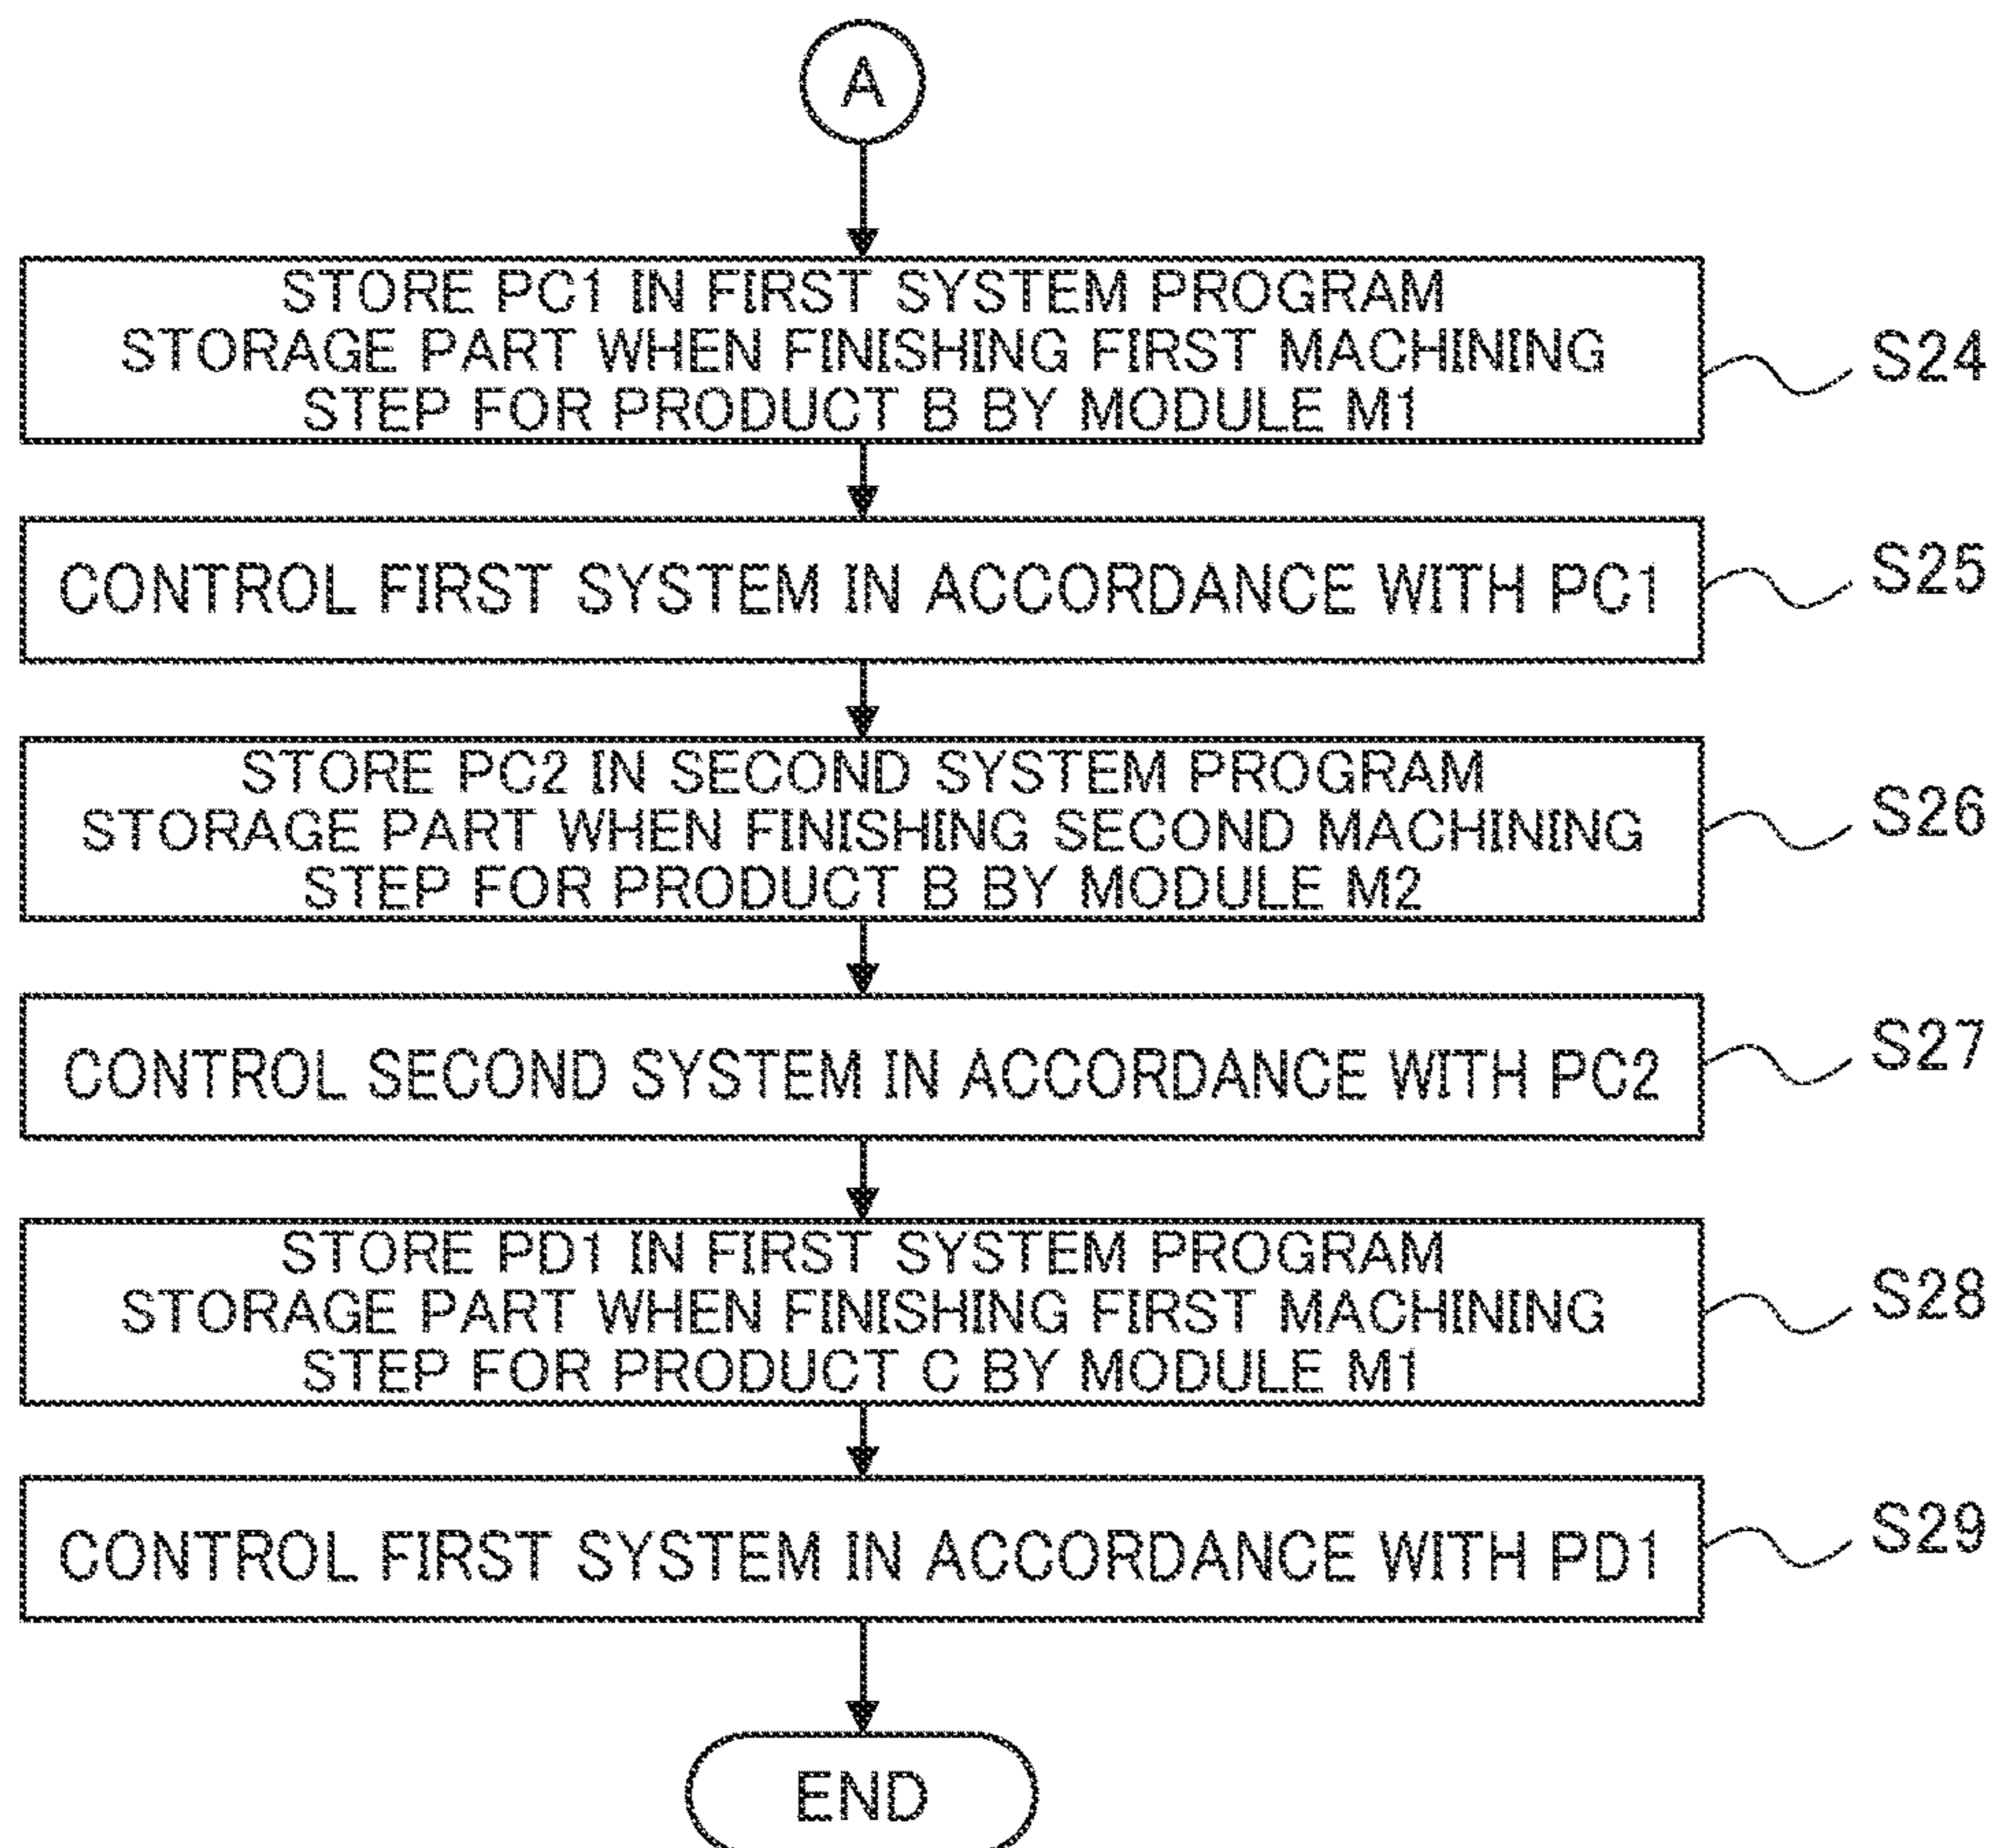 A
STORE PC1 IN FIRST SYSTEM PROGRAM
STORAGE PART WHEN FINISHING FIRST MACHINING
STEP FOR PRODUCT B BY MODULE M1
S24
CONTROL FIRST SYSTEM IN ACCORDANCE WITH PC1
S25
STORE PC2 IN SECOND SYSTEM PROGRAM
STORAGE PART WHEN FINISHING SECOND MACHINING
STEP FOR PRODUCT B BY MODULE M2
S26
CONTROL SECOND SYSTEM IN ACCORDANCE WITH PC2
S27
STORE PD1 IN FIRST SYSTEM PROGRAM
STORAGE PART WHEN FINISHING FIRST MACHINING
STEP FOR PRODUCT C BY MODULE M1
S28
CONTROL FIRST SYSTEM IN ACCORDANCE WITH PD1
S29
END